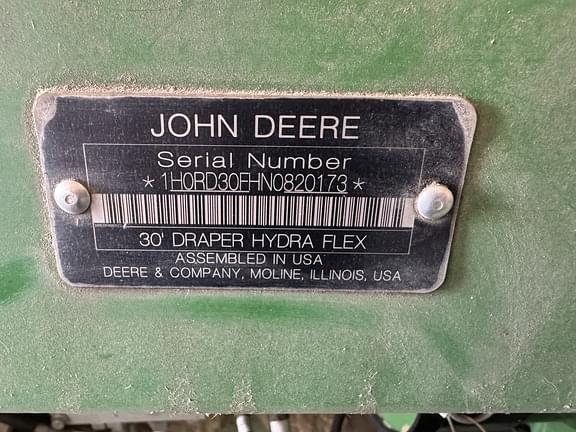 JOHN DEERE
Serial Number
*1H0RD30FHN0820173*
30' DRAPER HYDRA FLEX
ASSEMBLED IN USA
DEERE & COMPANY, MOLINE, ILLINOIS, USA